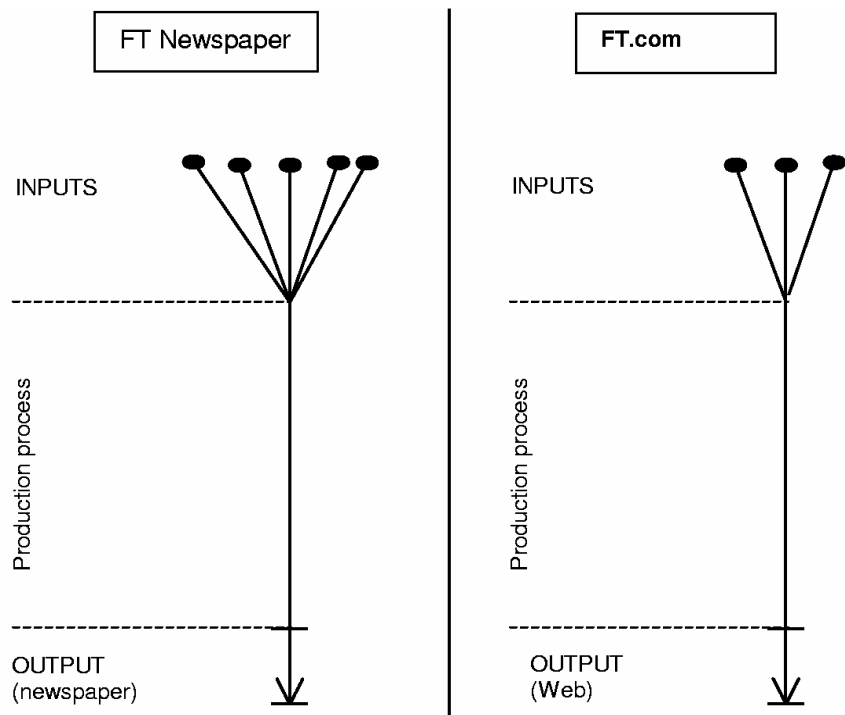 FT Newspaper
INPUTS
Production process
OUTPUT
(newspaper)
FT.com
INPUTS
Production process
OUTPUT
(Web)